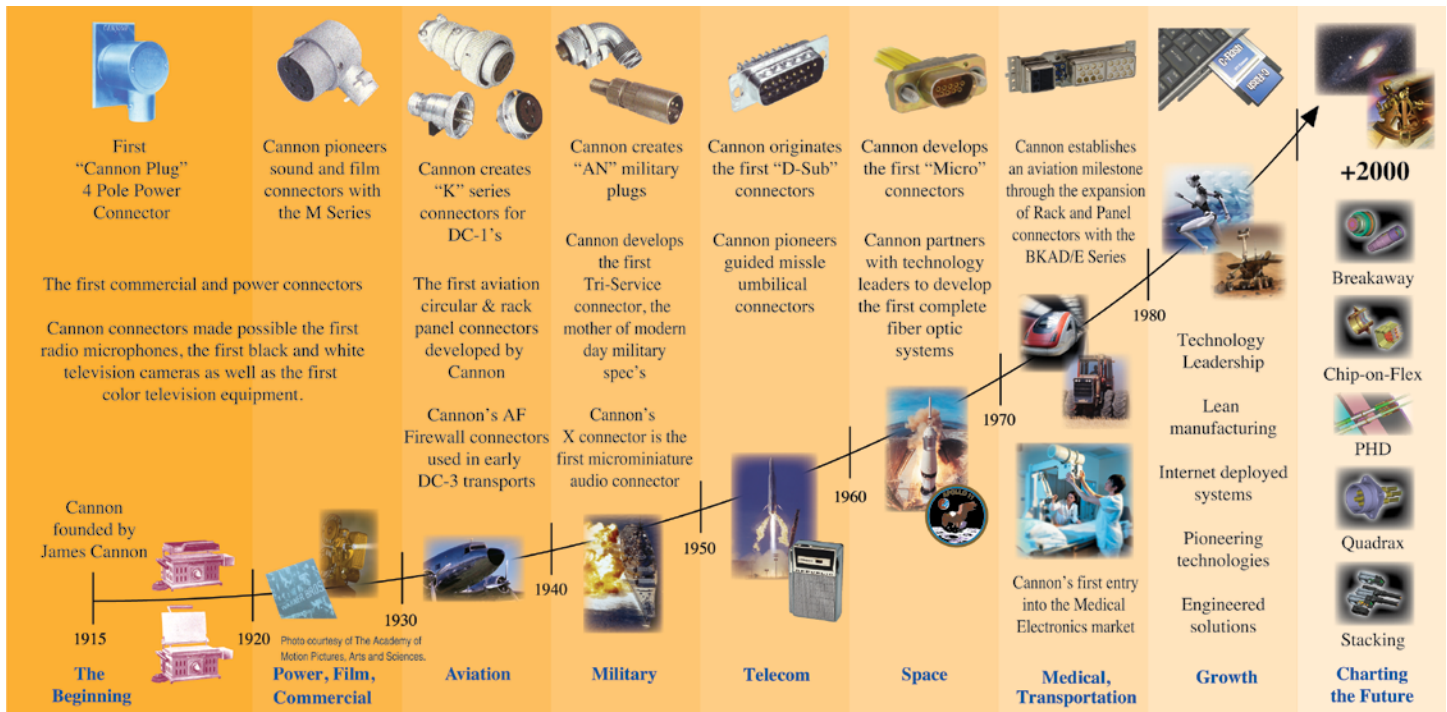 First
“Cannon Plug”
4 Pole Power
Connector
Cannon pioneers
sound and film
connectors with
the M Series
The first commercial and power connectors
Cannon connectors made possible the first
radio microphones, the first black and white
television cameras as well as the first
color television equipment.
Cannon creates
“K” series
connectors for
DC-1’s
The first aviation
circular & rack
panel connectors
developed by
Cannon
Cannon’s AF
Firewall connectors
used in early
DC-3 transports
Cannon creates
“AN” military
plugs
Cannon develops
the first
Tri-Service
connector, the
mother of modern
day military
spec’s
Cannon’s
X connector is the
first microminiature
audio connector
Cannon originates
the first “D-Sub”
connectors
Cannon pioneers
guided missle
umbilical
connectors
REPUBLIC
Cannon develops
the first “Micro”
connectors
Cannon partners
with technology
leaders to develop
the first complete
fiber optic
systems
APOLLO 11
Cannon establishes
an aviation milestone
through the expansion
of Rack and Panel
connectors with the
BKAD/E Series
Cannon’s first entry
into the Medical
Electronics market
C-Flash
C-Flash
Technology
Leadership
Lean
manufacturing
Internet deployed
systems
Pioneering
technologies
Engineered
solutions
+2000
Breakaway
Chip-on-Flex
PHD
Quadrax
Stacking
Cannon
founded by
James Cannon
1915
1920
1930
1940
1950
1960
1970
1980
Photo courtesy of The Academy of
Motion Pictures, Arts and Sciences.
The
Beginning
Power, Film,
Commercial
Aviation
Military
Telecom
Space
Medical,
Transportation
Growth
Charting
the Future